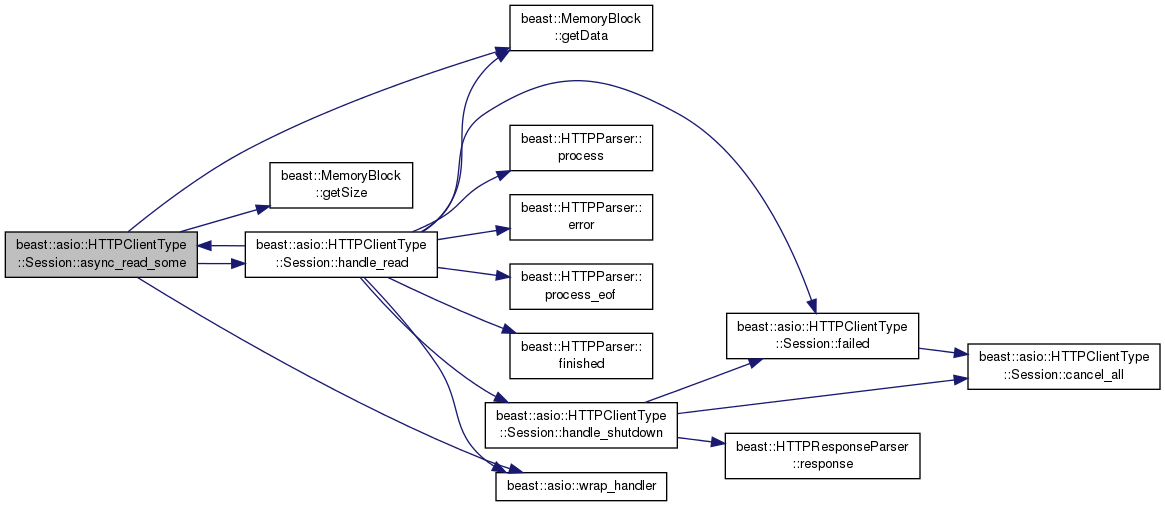 beast::MemoryBlock
::getData
beast::HTTPParser::
process
beast::MemoryBlock
::getSize
beast::HTTPParser::
error
beast::asio::HTTPClientType
::Session::async_read_some
beast::asio::HTTPClientType
::Session::handle_read
beast::HTTPParser::
process_eof
beast::asio::HTTPClientType
::Session::failed
beast::HTTPParser::
finished
beast::asio::HTTPClientType
::Session::cancel_all
beast::asio::HTTPClientType
::Session::handle_shutdown
beast::HTTPResponseParser
::response
beast::asio::wrap_handler